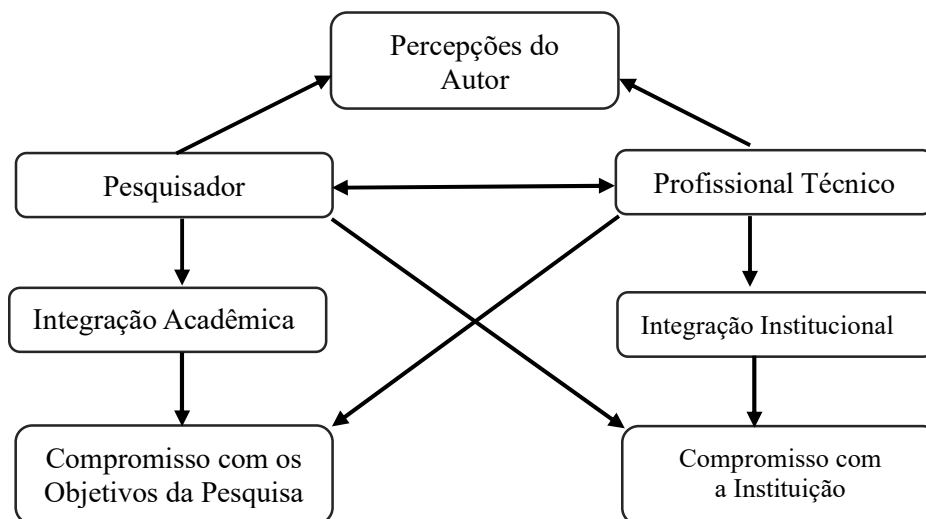 Percepções do
Autor
Pesquisador
Profissional Técnico
Integração Acadêmica
Integração Institucional
Compromisso com os
Objetivos da Pesquisa
Compromisso com
a Instituição